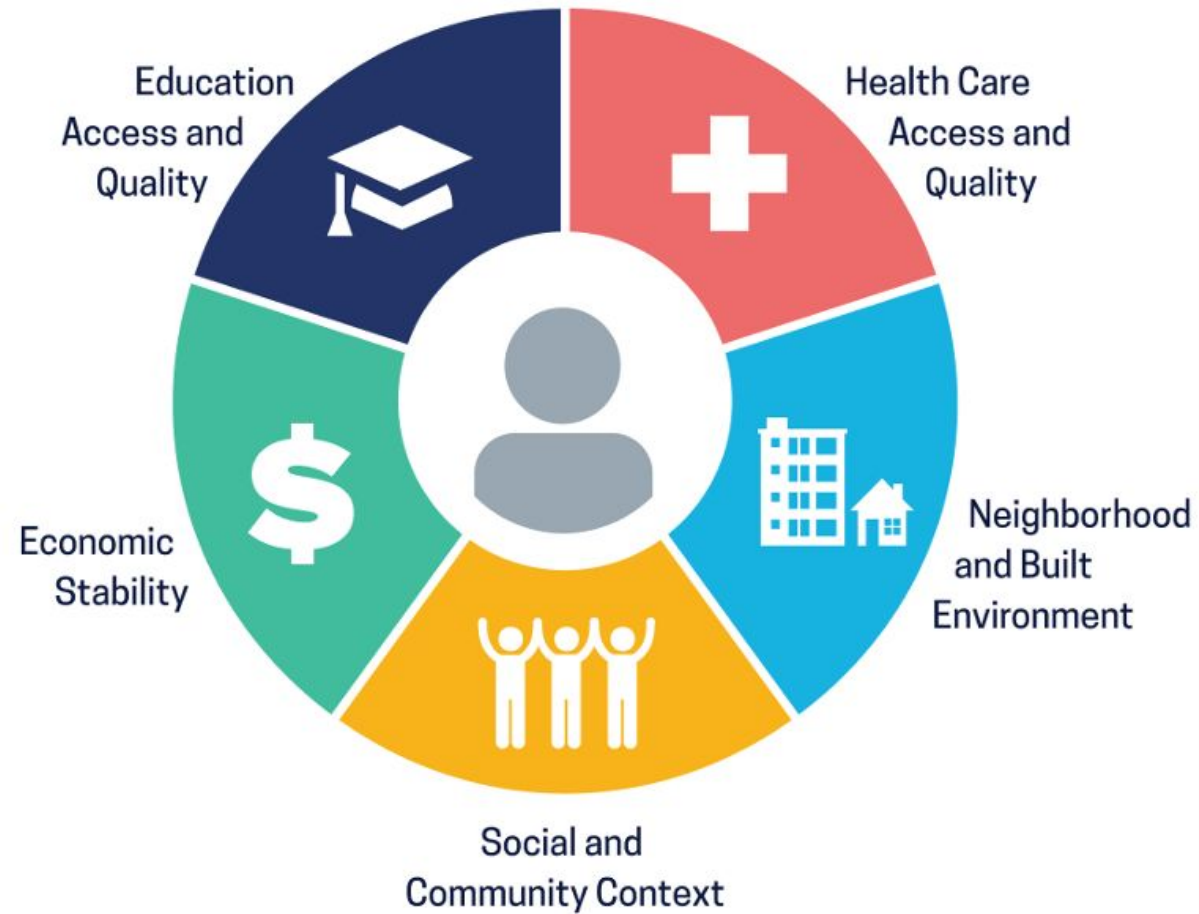 Education
Access and
Quality
Health Care
Access and
Quality
Economic
Stability
Neighborhood
and Built
Environment
Social and
Community Context